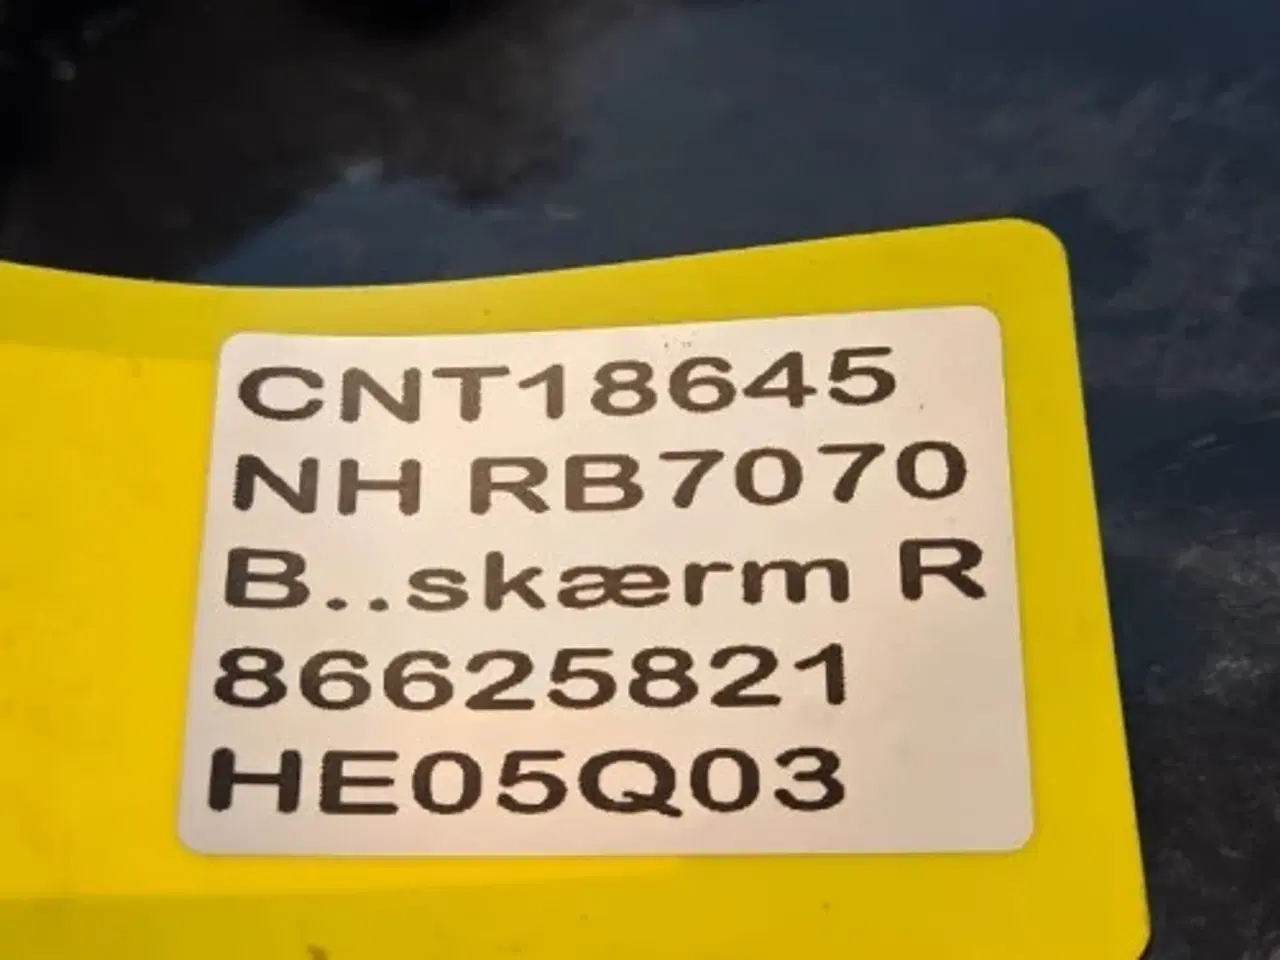 CNT18645
NH RB7070
B..skærm R
86625821
HE05Q03